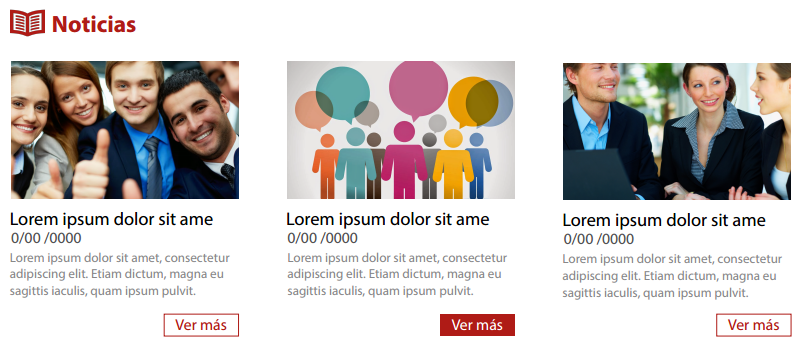 Noticias
Lorem ipsum dolor sit ame
0/00 /0000
Lorem ipsum dolor sit amet, consectetur
adipiscing elit. Etiam dictum, magna eu
sagittis iaculis, quam ipsum pulvit.
Ver más
Lorem ipsum dolor sit ame
0/00 /0000
Lorem ipsum dolor sit amet, consectetur
adipiscing elit. Etiam dictum, magna eu
sagittis iaculis, quam ipsum pulvit.
Ver más
Lorem ipsum dolor sit ame
0/00 /0000
Lorem ipsum dolor sit amet, consectetur
adipiscing elit. Etiam dictum, magna eu
sagittis iaculis, quam ipsum pulvit.
Ver más